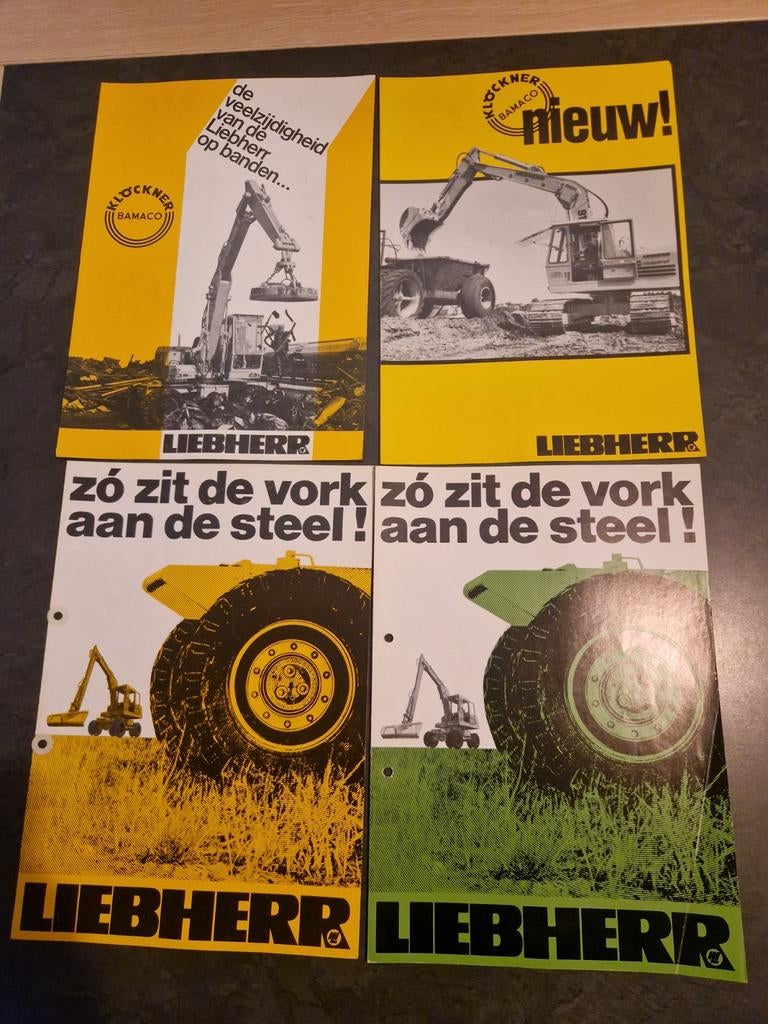 de
veelzijdigheid
van de
Liebherr
op banden...
KLÖCKNER
BAMACO
LIEBHERR
KLÖCKNER
BAMACO
nieuw!
LIEBHERR
zó zit de vork
aan de steel!
LIEBHERR
zó zit de vork
aan de steel!
LIEBHERR